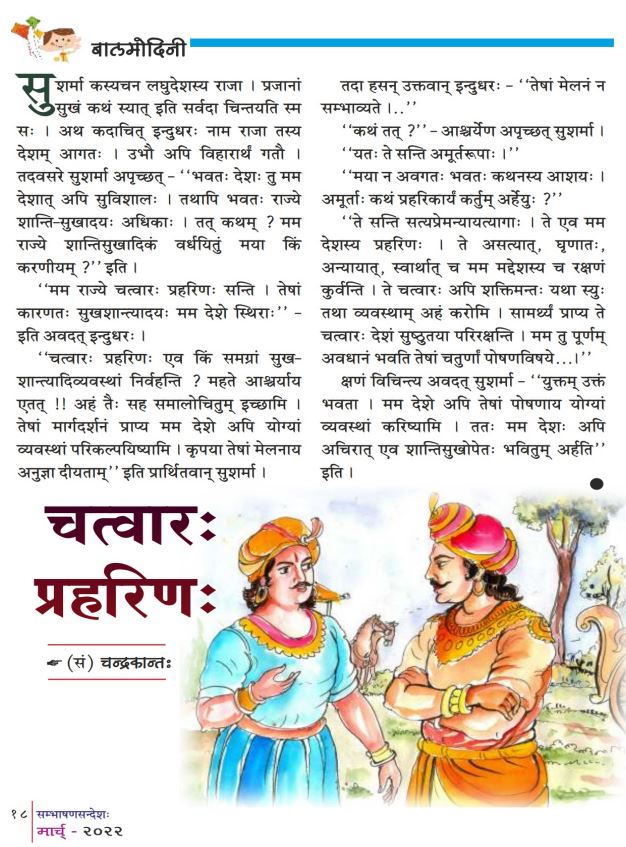 बालमोदिनी
सुशर्मा कस्यचन लघुदेशस्य राजा । प्रजानां
सुखं कथं स्यात् इति सर्वदा चिन्तयति स्म
सः । अथ कदाचित् इन्दुधरः नाम राजा तस्य
देशम् आगतः । उभौ अपि विहारार्थं गतौ ।
तदवसरे सुशर्मा अपृच्छत् - ‘‘भवतः देशः तु मम
देशात् अपि सुविशालः । तथापि भवतः राज्ये
शान्ति-सुखादयः अधिकाः । तत् कथम् ? मम
राज्ये शान्तिसुखादिकं वर्धयितुं मया किं
करणीयम् ?’’ इति ।
‘‘मम राज्ये चत्वारः प्रहरिणः सन्ति । तेषां
कारणतः सुखशान्त्यादयः मम देशे स्थिराः’’ -
इति अवदत् इन्दुधरः ।
‘‘चत्वारः प्रहरिणः एव किं समग्रां सुख-
शान्त्यादिव्यवस्थां निर्वहन्ति ? महते आश्चर्याय
एतत् !! अहं तैः सह समालोचितुम् इच्छामि ।
तेषां मार्गदर्शनं प्राप्य मम देशे अपि योग्यां
व्यवस्थां परिकल्पयिष्यामि । कृपया तेषां मेलनाय
अनुज्ञा दीयताम्’’ इति प्रार्थितवान् सुशर्मा ।
तदा हसन् उक्तवान् इन्दुधरः - ‘‘तेषां मेलनं न
सम्भाव्यते ।..’’
‘‘कथं तत् ?’’ - आश्चर्येण अपृच्छत् सुशर्मा ।
‘‘यतः ते सन्ति अमूर्तरूपाः ।’’
‘‘मया न अवगतः भवतः कथनस्य आशयः ।
अमूर्ताः कथं प्रहरिकार्यं कर्तुम् अर्हेयुः ?’’
‘‘ते सन्ति सत्यप्रेमन्यायत्यागाः । ते एव मम
देशस्य प्रहरिणः । ते असत्यात्, घृणातः,
अन्यायात्, स्वार्थात् च मम मद्देशस्य च रक्षणं
कुर्वन्ति । ते चत्वारः अपि शक्तिमन्तः यथा स्युः
तथा व्यवस्थाम् अहं करोमि । सामर्थ्यं प्राप्य ते
चत्वारः देशं सुष्ठुतया परिरक्षन्ति । मम तु पूर्णम्
अवधानं भवति तेषां चतुर्णां पोषणविषये...।’’
क्षणं विचिन्त्य अवदत् सुशर्मा - ‘‘युक्तम् उक्तं
भवता । मम देशे अपि तेषां पोषणाय योग्यां
व्यवस्थां करिष्यामि । ततः मम देशः अपि
अचिरात् एव शान्तिसुखोपेतः भवितुम् अर्हति’’
इति ।
चत्वारः
प्रहरिणः
☛ (सं) चन्द्रकान्तः
१८ सम्भाषणसन्देशः
मार्च् - २०२२